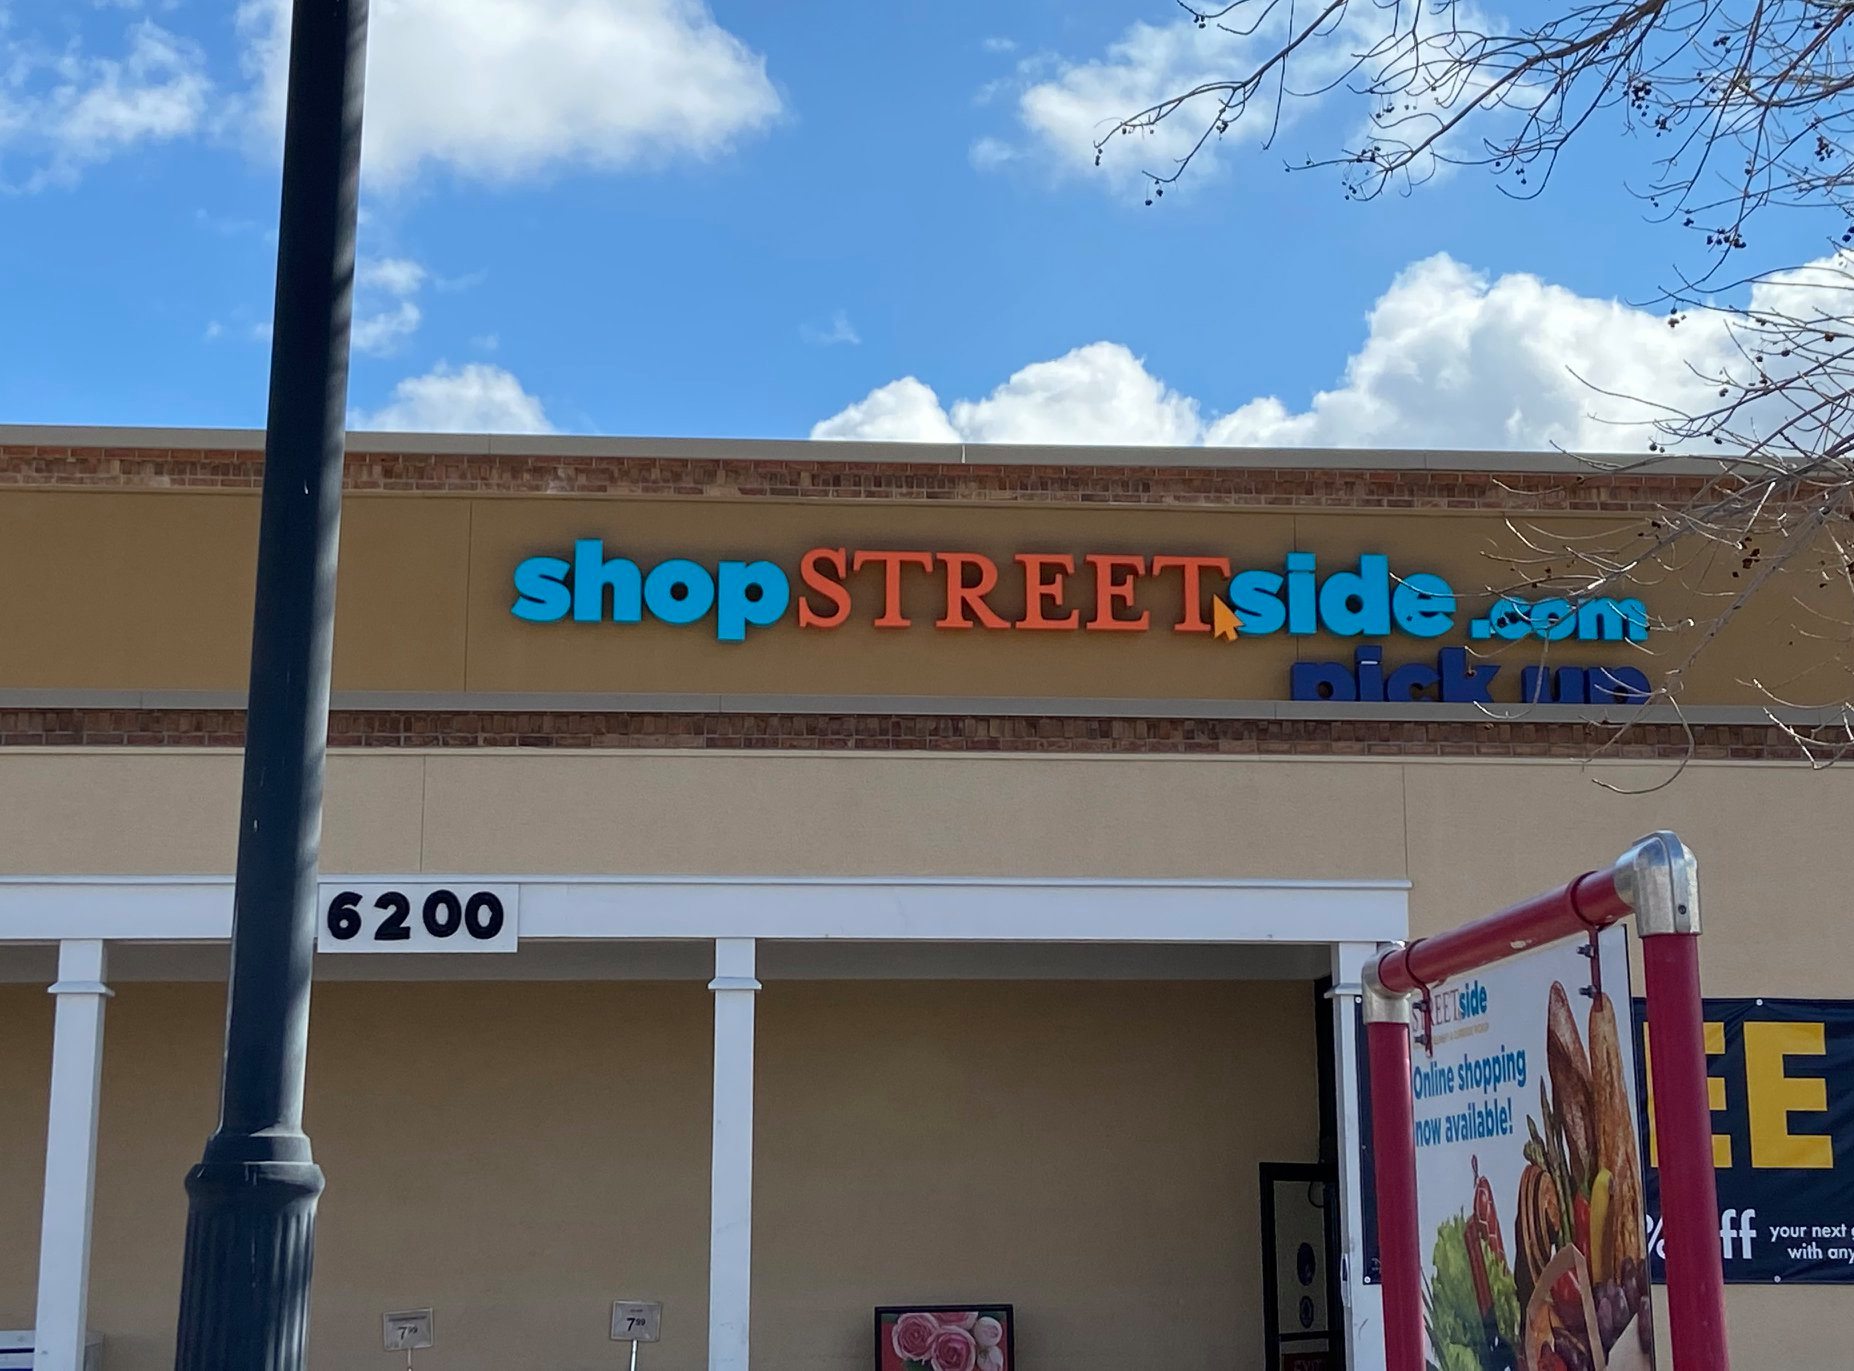 shopSTREETside.com
pick up
6200
STREETside
Online shopping
now available!
EE
% off
your next
with any
7.99
7.99